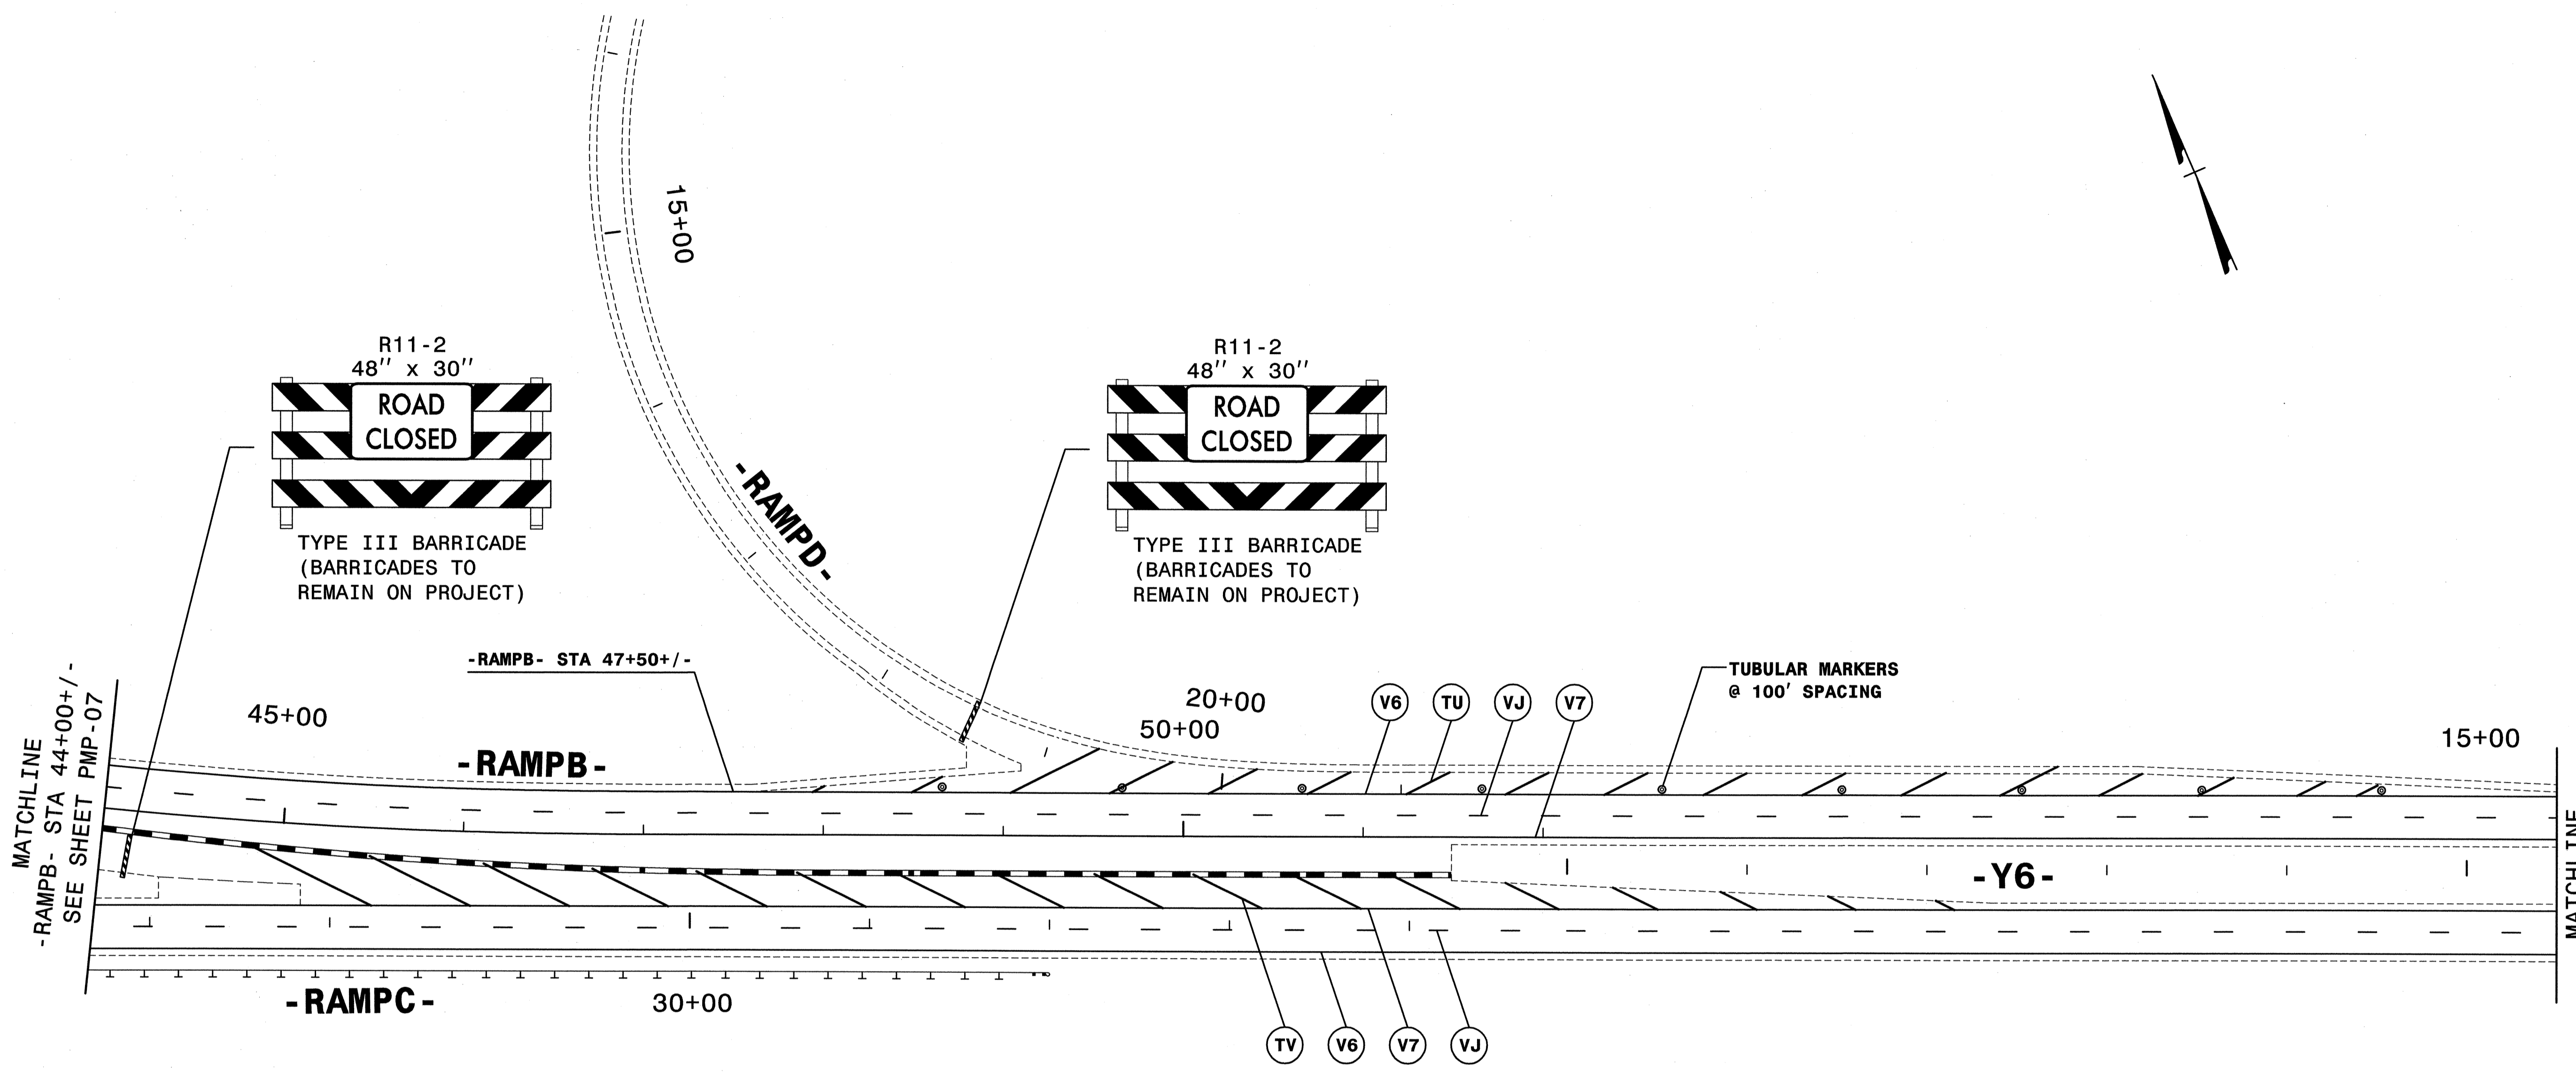 15+00
R11-2
48" x 30"
ROAD
CLOSED
TYPE III BARRICADE
(BARRICADES TO
REMAIN ON PROJECT)
R11-2
48" x 30"
ROAD
CLOSED
TYPE III BARRICADE
(BARRICADES TO
REMAIN ON PROJECT)
-RAMPD-
-RAMPB- STA 47+50+/-
TUBULAR MARKERS
@ 100' SPACING
MATCHLINE
-RAMPB- STA 44+00+/-
SEE SHEET PMP-07
45+00
-RAMPB-
20+00
50+00
V6
TU
VJ
V7
15+00
-Y6-
MATCHLINE
-RAMPC-
30+00
TV
V6
V7
VJ